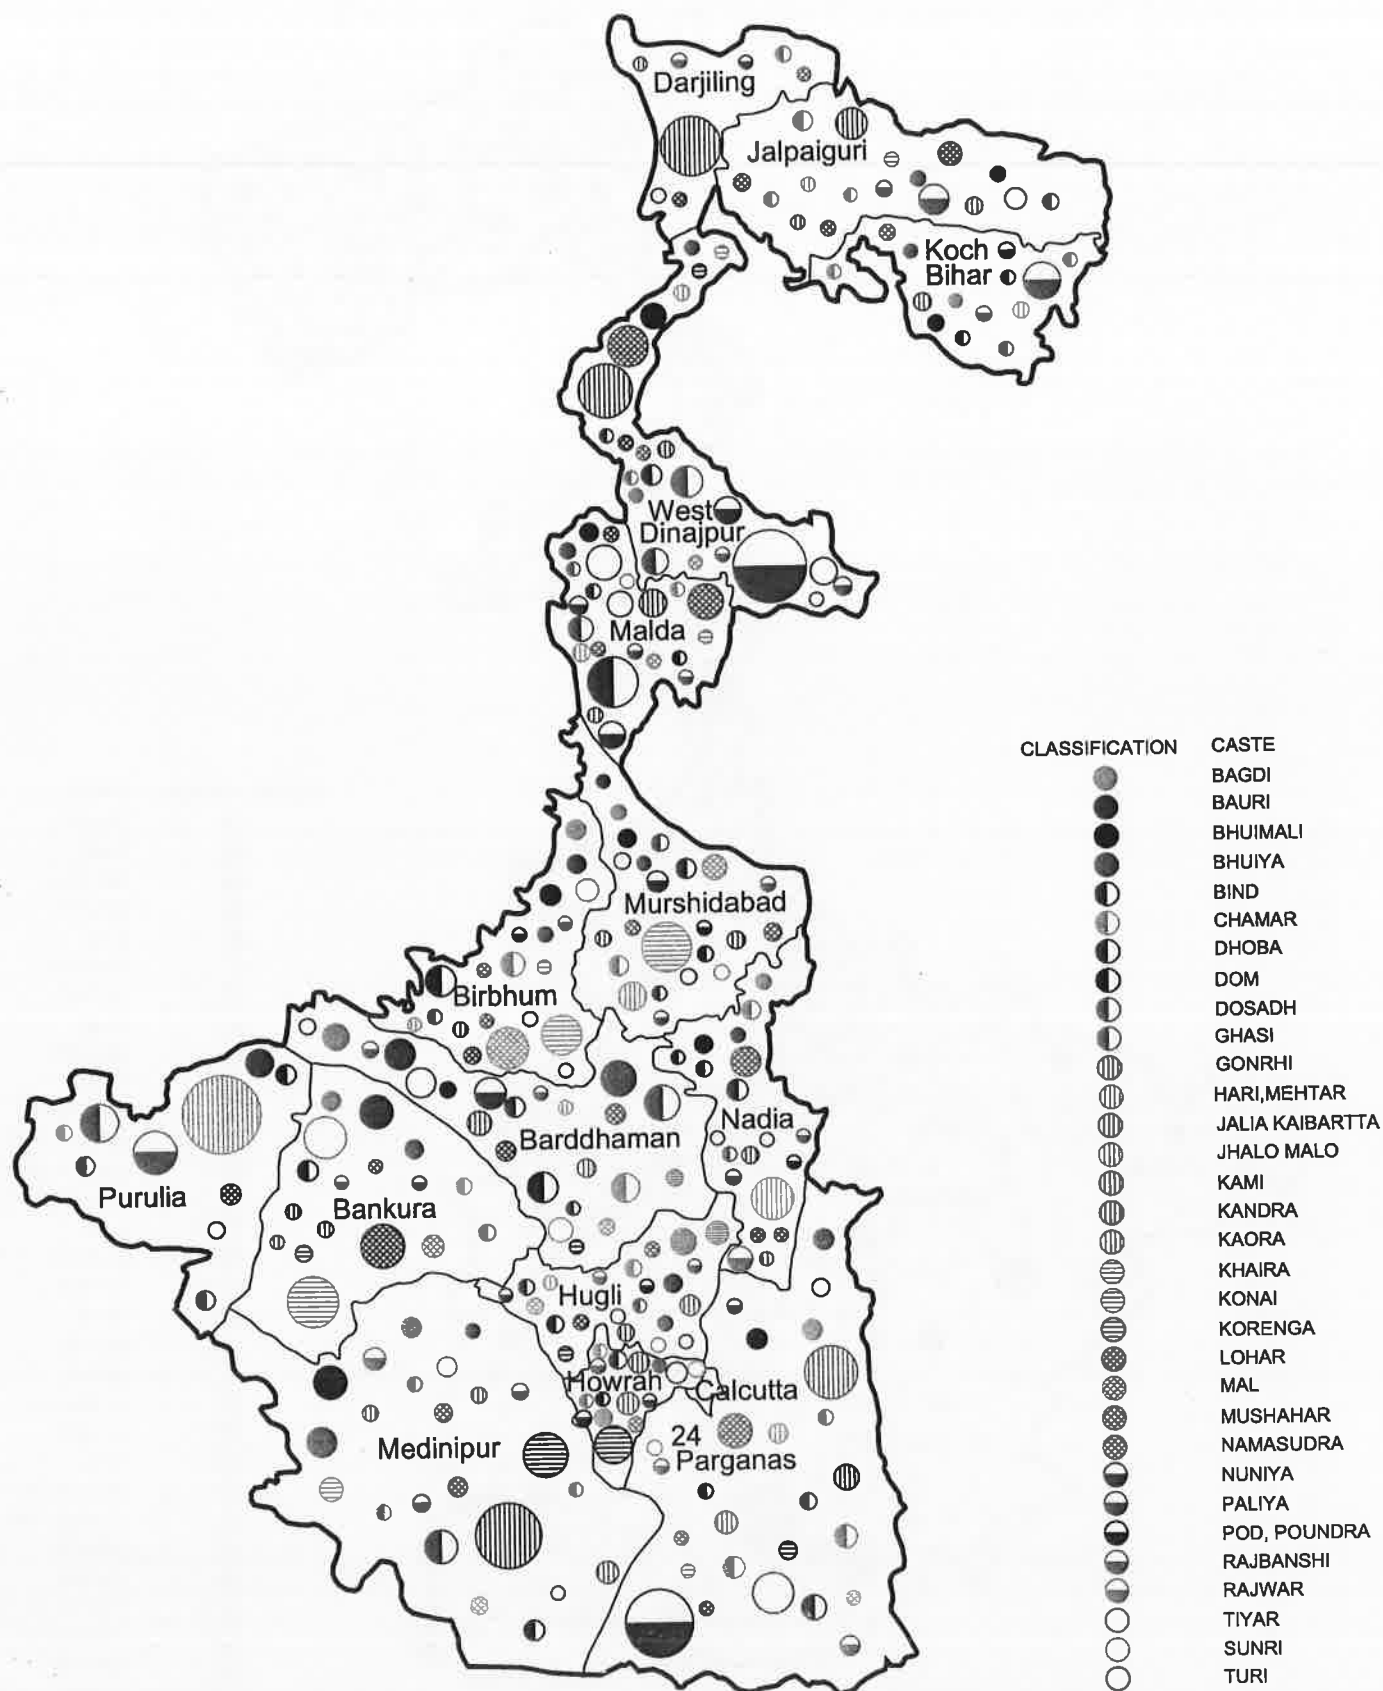 Darjiling
Jalpaiguri
Koch
Bihar
West
Dinajpur
Malda
Murshidabad
Birbhum
Barddhaman
Nadia
Purulia
Bankura
Hugli
Howrah
Calcutta
Medinipur
24
Parganas
CLASSIFICATION CASTE
BAGDI
BAURI
BHUIMALI
BHUIYA
BIND
CHAMAR
DHOBA
DOM
DOSADH
GHASI
GONRHI
HARI,MEHTAR
JALIA KAIBARTTA
JHALO MALO
KAMI
KANDRA
KAORA
KHAIRA
KONAI
KORENGA
LOHAR
MAL
MUSHAHAR
NAMASUDRA
NUNIYA
PALIYA
POD, POUNDRA
RAJBANSHI
RAJWAR
TIYAR
SUNRI
TURI